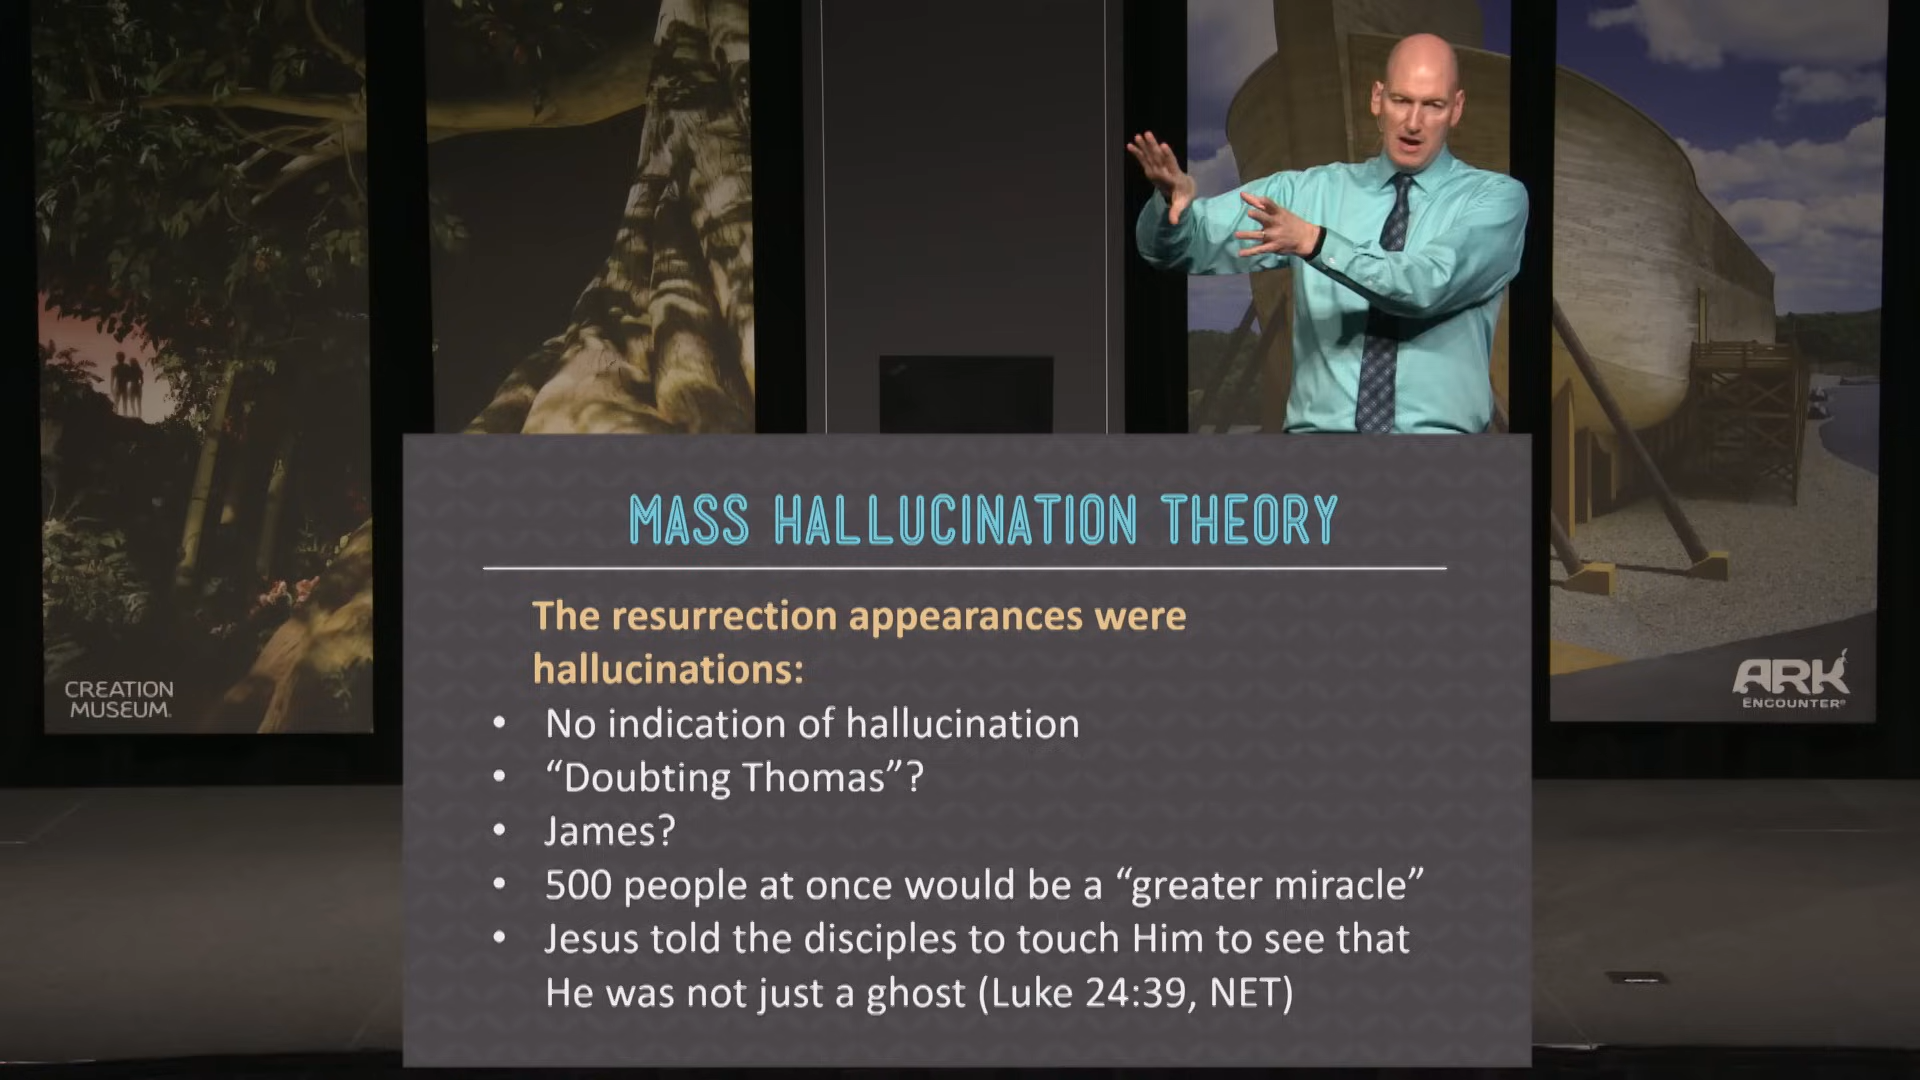 MASS HALLUCINATION THEORY
The resurrection appearances were
hallucinations:
• No indication of hallucination
• “Doubting Thomas”?
• James?
• 500 people at once would be a “greater miracle”
• Jesus told the disciples to touch Him to see that
He was not just a ghost (Luke 24:39, NET)
CREATION
MUSEUM
ARK
ENCOUNTER